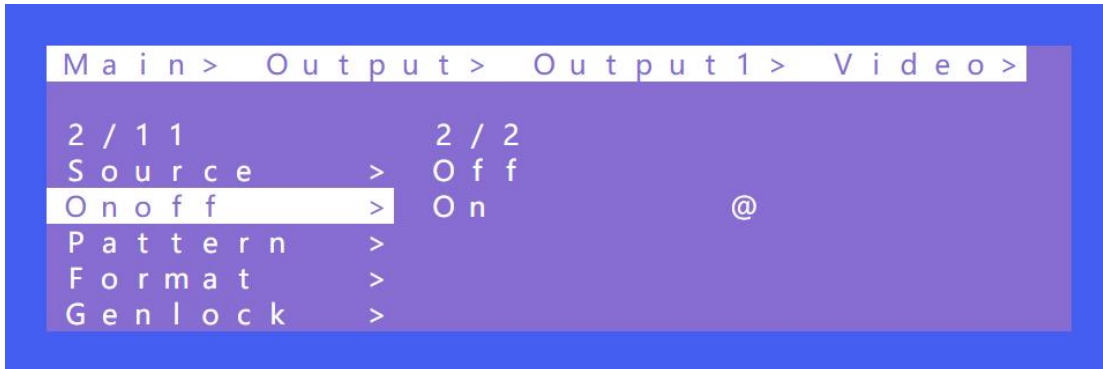 Main> Output> Output1> Video>
2/11 2/2
Source > Off
Onoff > On @
Pattern >
Format >
Genlock >